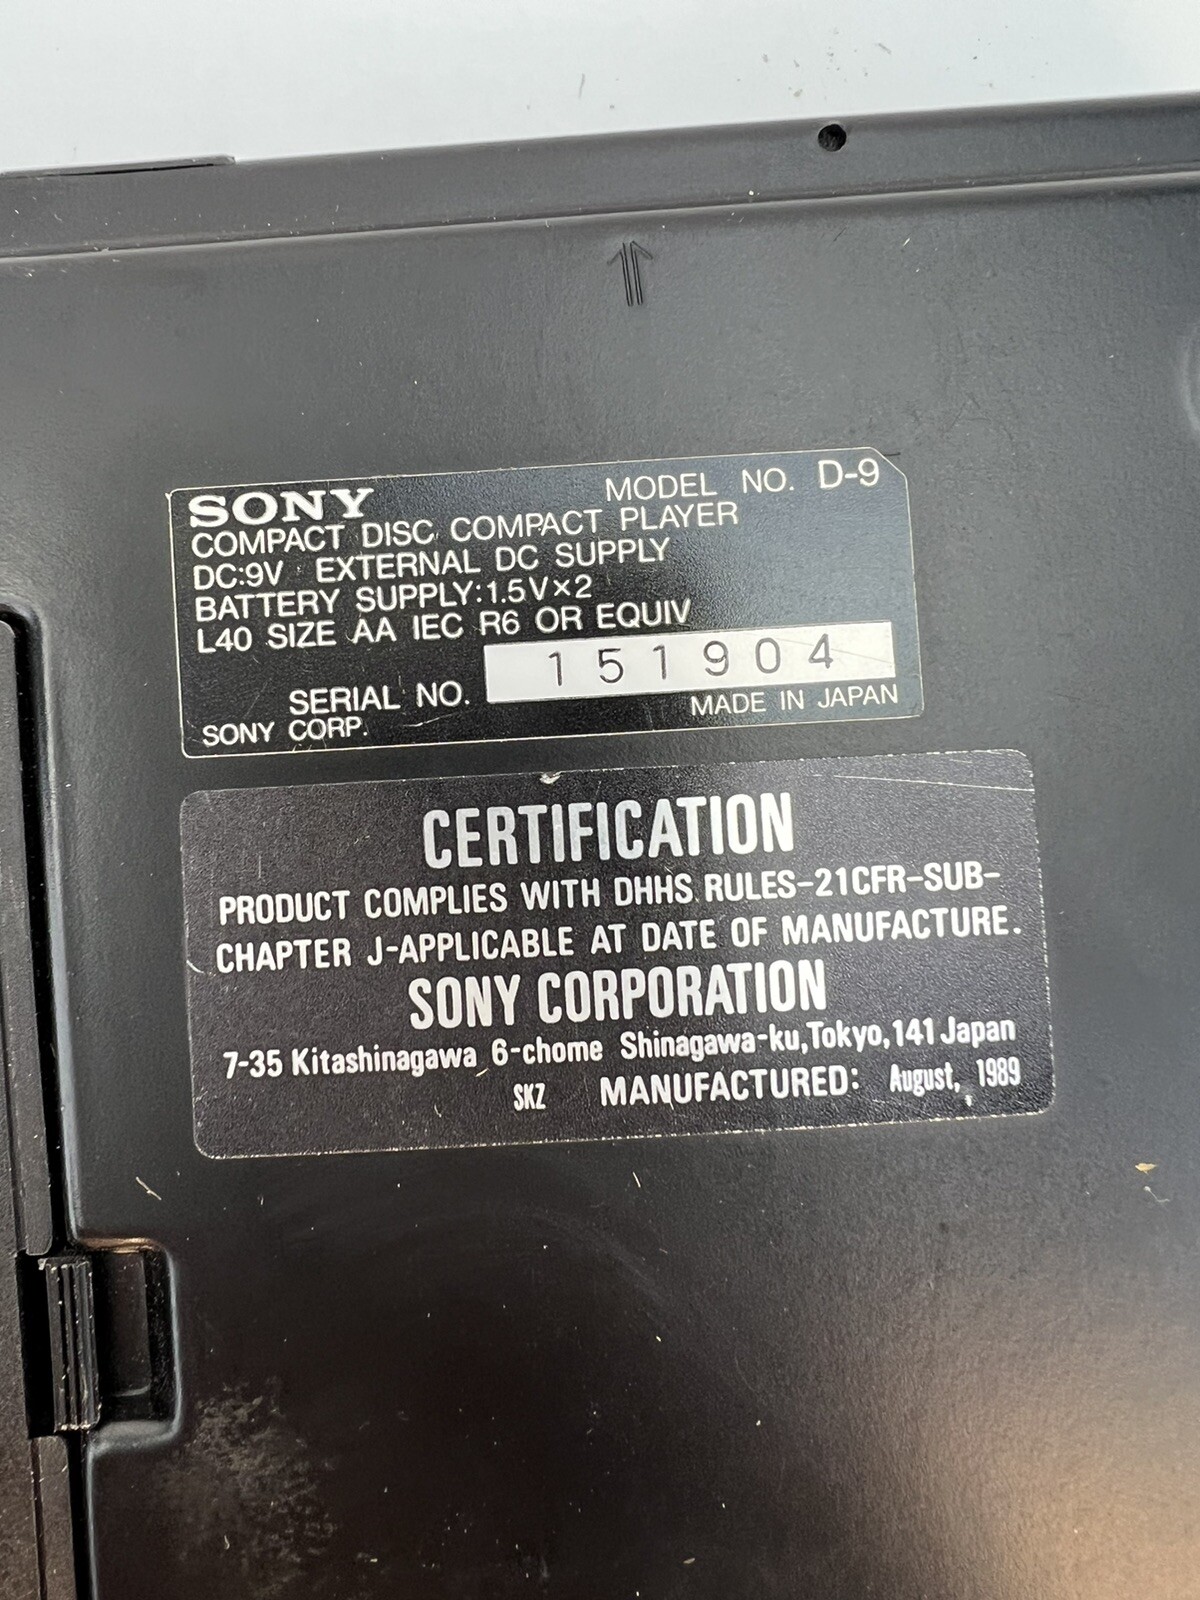 SONY MODEL NO. D-9
COMPACT DISC COMPACT PLAYER
DC:9V EXTERNAL DC SUPPLY
BATTERY SUPPLY:1.5V×2
L40 SIZE AA IEC R6 OR EQUIV
SERIAL NO. 151904
SONY CORP. MADE IN JAPAN
CERTIFICATION
PRODUCT COMPLIES WITH DHHS RULES-21CFR-SUB-
CHAPTER J-APPLICABLE AT DATE OF MANUFACTURE.
SONY CORPORATION
7-35 Kitashinagawa 6-chome Shinagawa-ku,Tokyo,141 Japan
SKZ MANUFACTURED: August, 1989